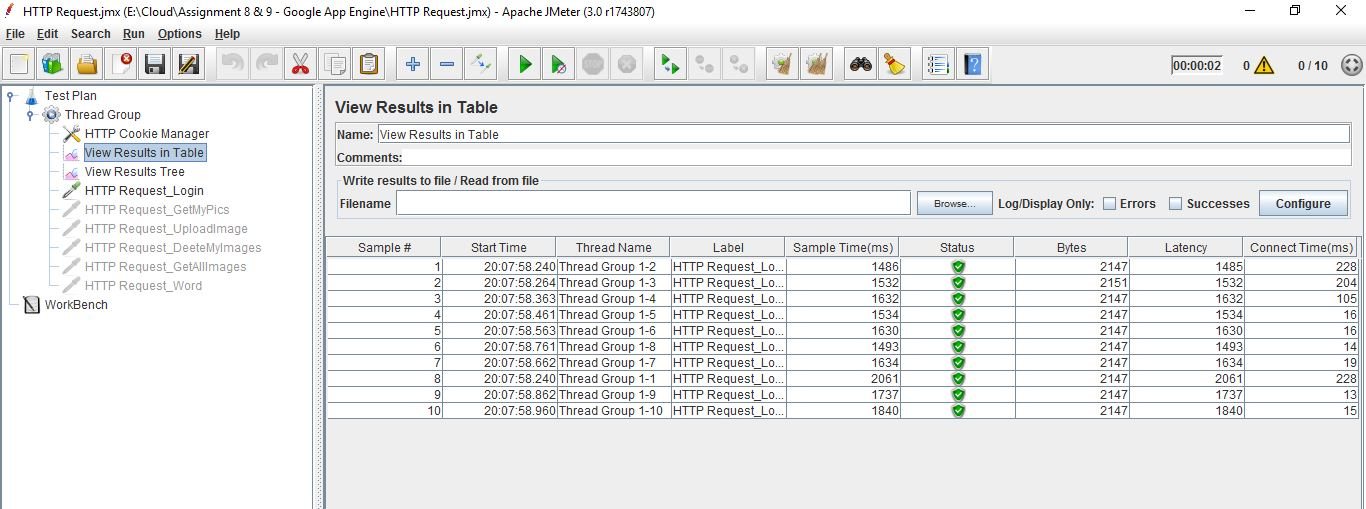 HTTP Request.jmx (E:\Cloud\Assignment 8 & 9 - Google App Engine\HTTP Request.jmx) - Apache JMeter (3.0 r1743807)
File Edit Search Run Options Help
00:00:02 0 0 / 10
Test Plan
Thread Group
HTTP Cookie Manager
View Results in Table
View Results Tree
HTTP Request_Login
HTTP Request_GetMyPics
HTTP Request_UploadImage
HTTP Request_DeeteMyImages
HTTP Request_GetAllImages
HTTP Request_Word
WorkBench
View Results in Table
Name: View Results in Table
Comments:
Write results to file / Read from file
Filename Browse... Log/Display Only: Errors Successes Configure
Sample # Start Time Thread Name Label Sample Time(ms) Status Bytes Latency Connect Time(ms)
1 20:07:58.240 Thread Group 1-2 HTTP Request_Lo... 1486 2147 1485 228
2 20:07:58.264 Thread Group 1-3 HTTP Request_Lo... 1532 2151 1532 204
3 20:07:58.363 Thread Group 1-4 HTTP Request_Lo... 1632 2147 1632 105
4 20:07:58.461 Thread Group 1-5 HTTP Request_Lo... 1534 2147 1534 16
5 20:07:58.563 Thread Group 1-6 HTTP Request_Lo... 1630 2147 1630 16
6 20:07:58.761 Thread Group 1-8 HTTP Request_Lo... 1493 2147 1493 14
7 20:07:58.662 Thread Group 1-7 HTTP Request_Lo... 1634 2147 1634 19
8 20:07:58.240 Thread Group 1-1 HTTP Request_Lo... 2061 2147 2061 228
9 20:07:58.862 Thread Group 1-9 HTTP Request_Lo... 1737 2147 1737 13
10 20:07:58.960 Thread Group 1-10 HTTP Request_Lo... 1840 2147 1840 15